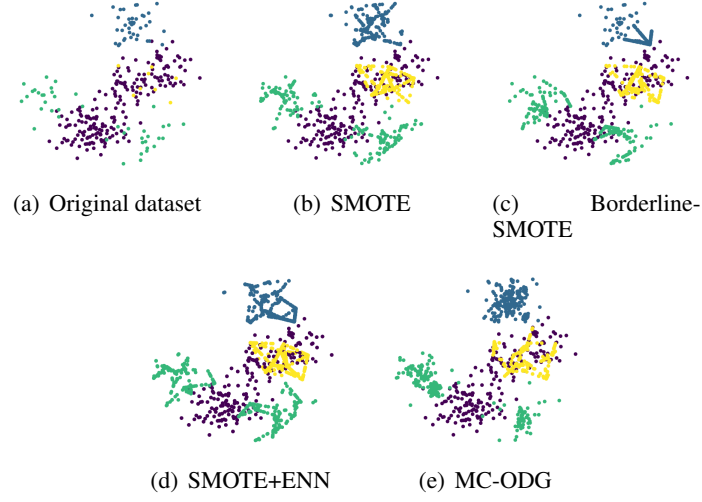 (a) Original dataset
(b) SMOTE
(c) Borderline-
SMOTE
(d) SMOTE+ENN
(e) MC-ODG